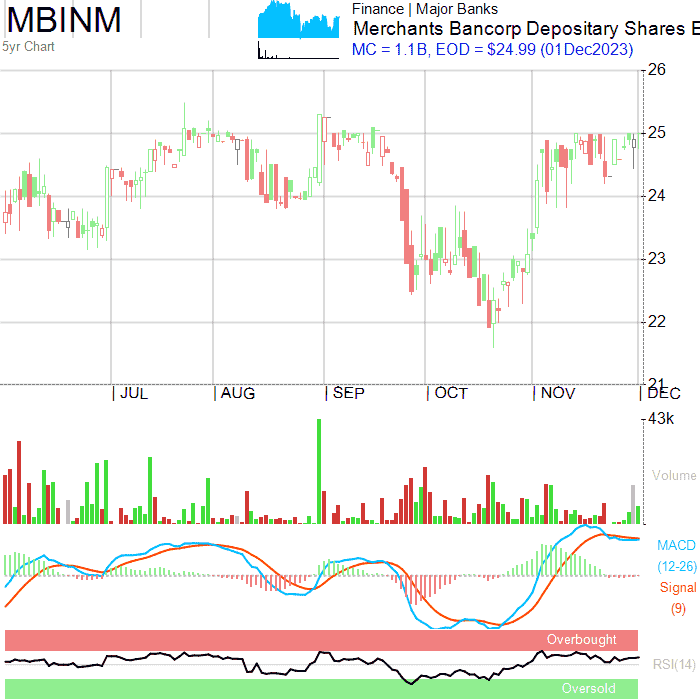 MBINM
5yr Chart
Finance | Major Banks
Merchants Bancorp Depositary Shares E
MC = 1.1B, EOD = $24.99 (01Dec2023)
26
25
24
23
22
21
JUL AUG SEP OCT NOV DEC
43k
Volume
MACD
(12-26)
Signal
(9)
Overbought
RSI(14)
Oversold